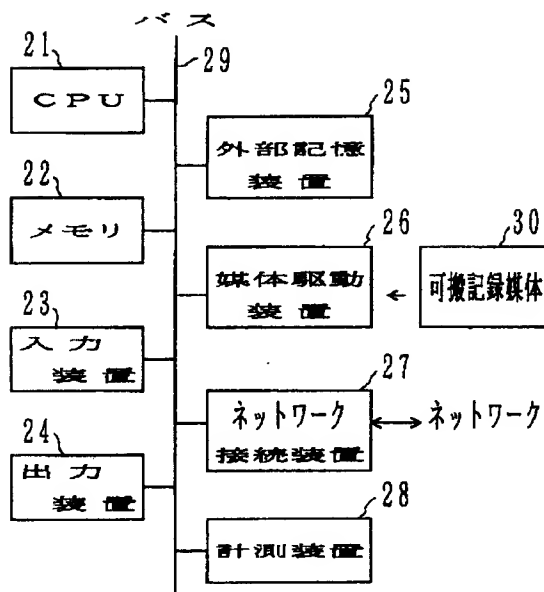 バス
21
29
CPU
25
外部記憶
装置
22
メモリ
26
30
媒体駆動
装置
可搬記録媒体
23
入力
装置
27
ネットワーク
接続装置
ネットワーク
24
出力
装置
28
計測装置